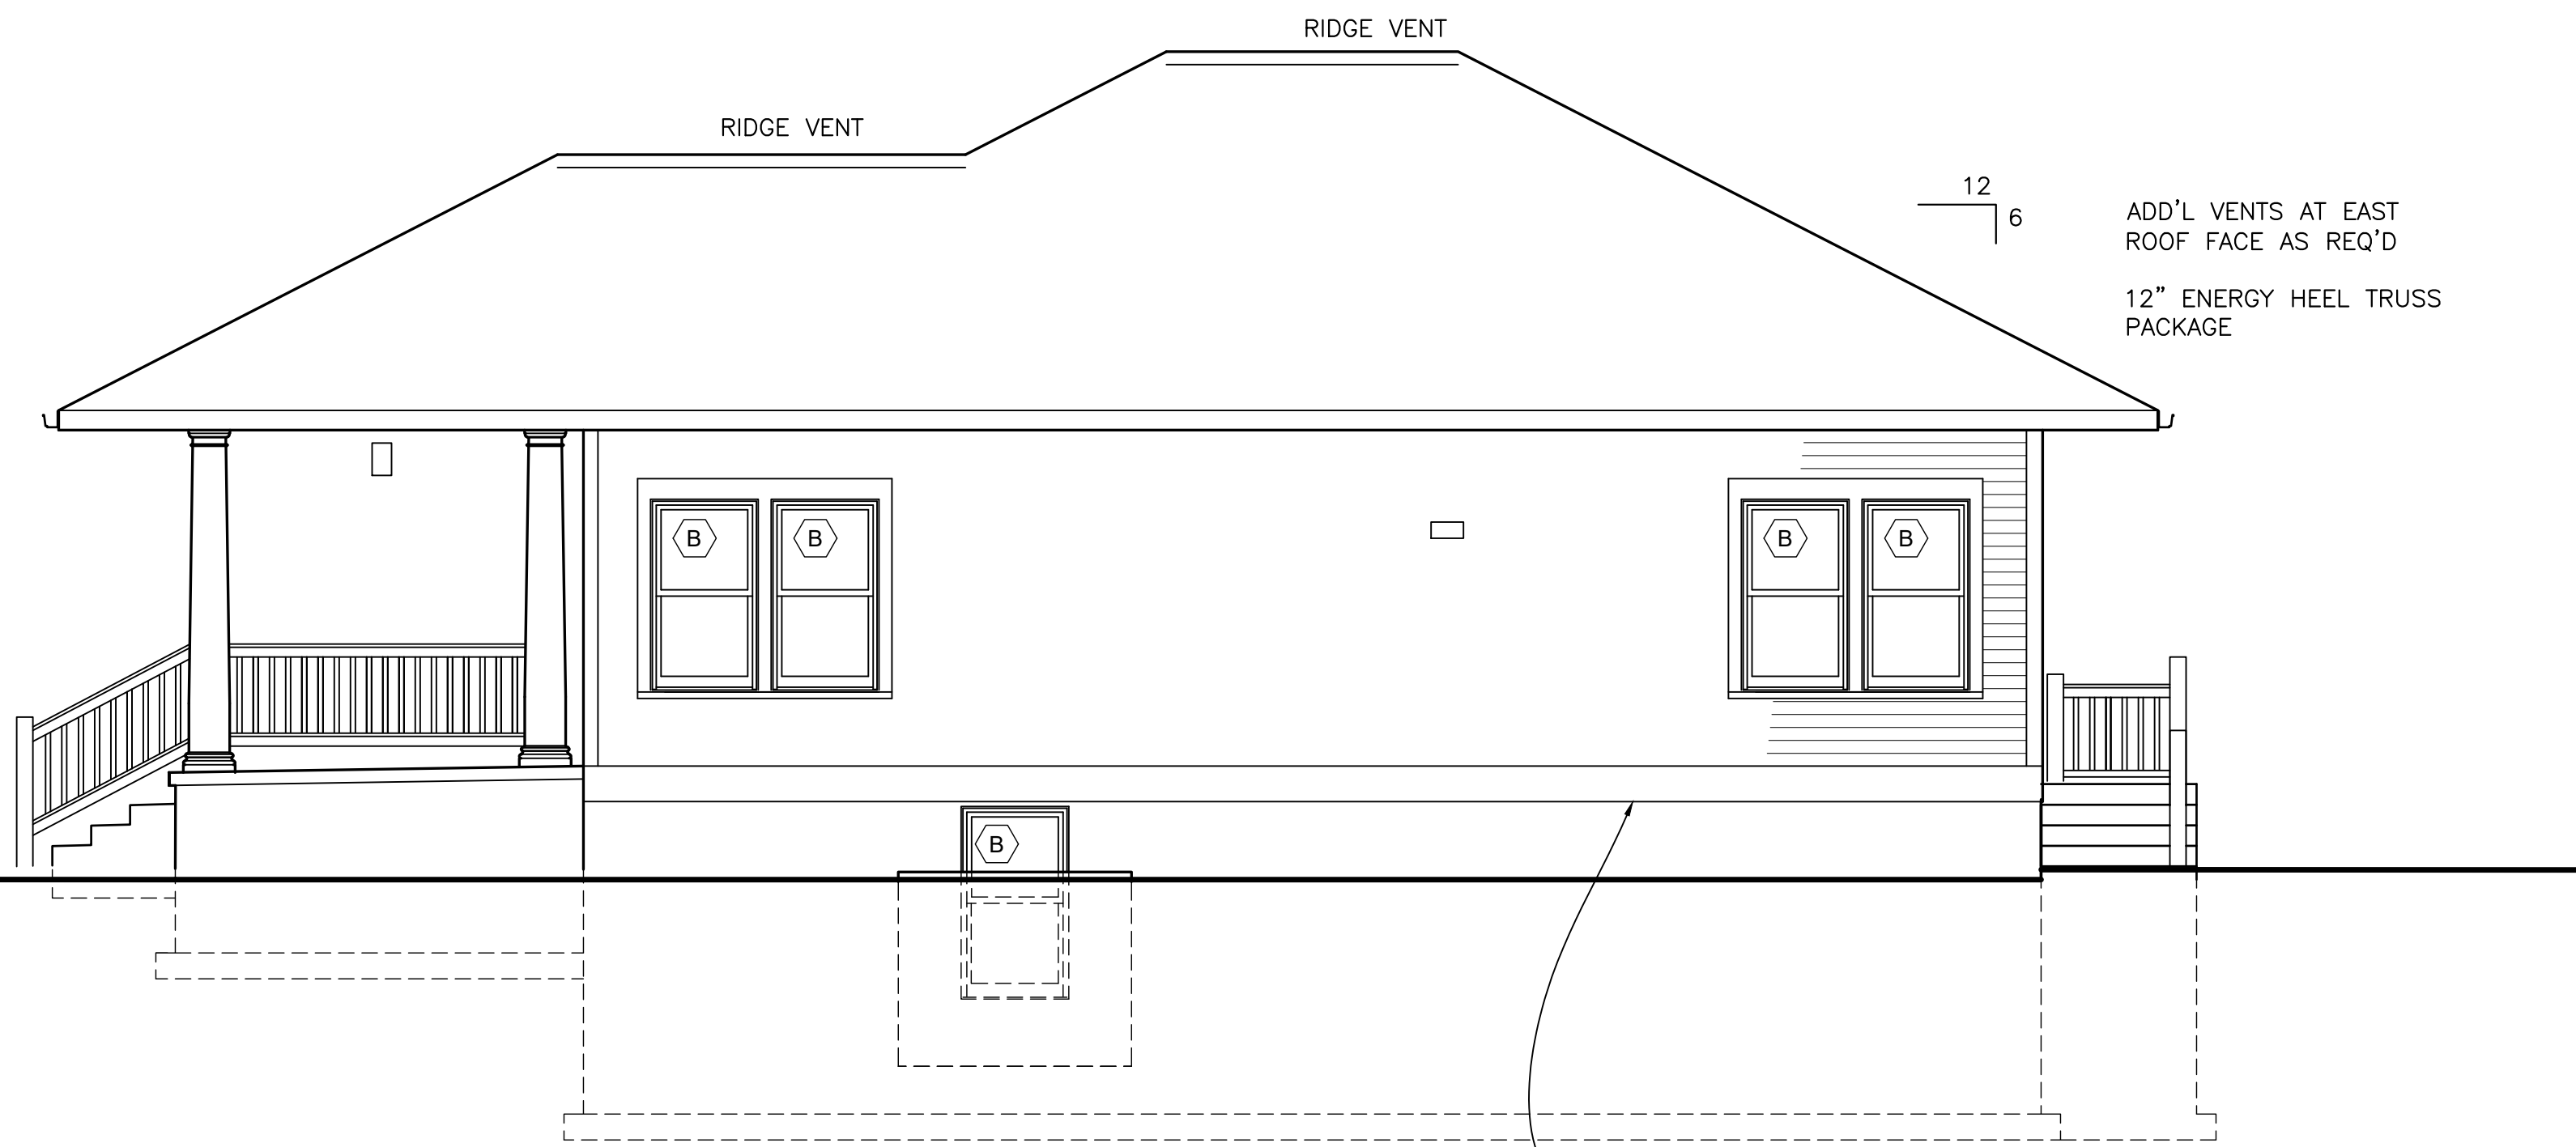 RIDGE VENT
RIDGE VENT
12
6
ADD'L VENTS AT EAST
ROOF FACE AS REQ'D
12" ENERGY HEEL TRUSS
PACKAGE
B
B
B
B
B